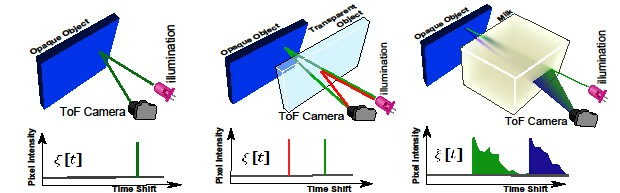 Opaque Object
illumination
ToF Camera
Pixel Intensity
ξ[t]
Time Shift
Opaque Object
Transparent
Object
illumination
ToF Camera
Pixel Intensity
ξ[t]
Time Shift
Opaque Object
Milk
illumination
ToF Camera
Pixel Intensity
ξ[t]
Time Shift